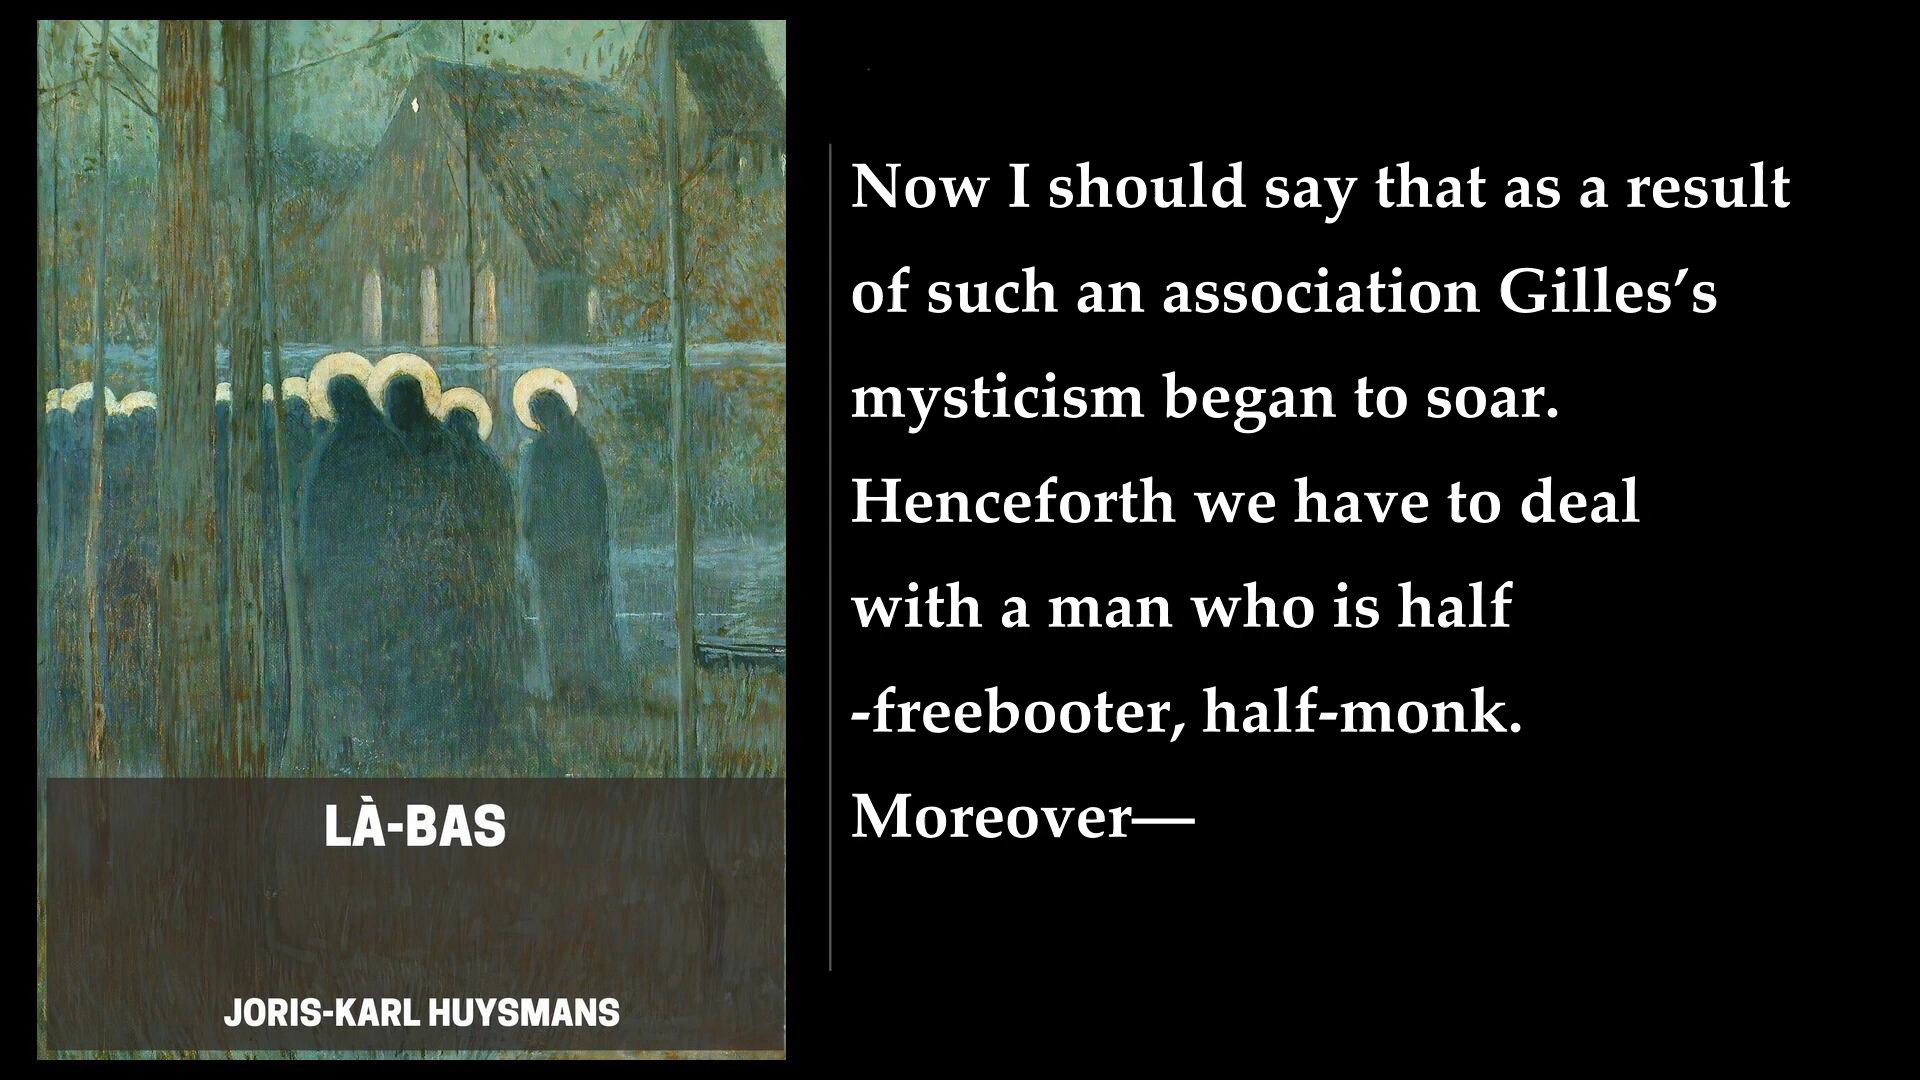 LÀ-BAS
JORIS-KARL HUYSMANS
Now I should say that as a result
of such an association Gilles’s
mysticism began to soar.
Henceforth we have to deal
with a man who is half
-freebooter, half-monk.
Moreover—